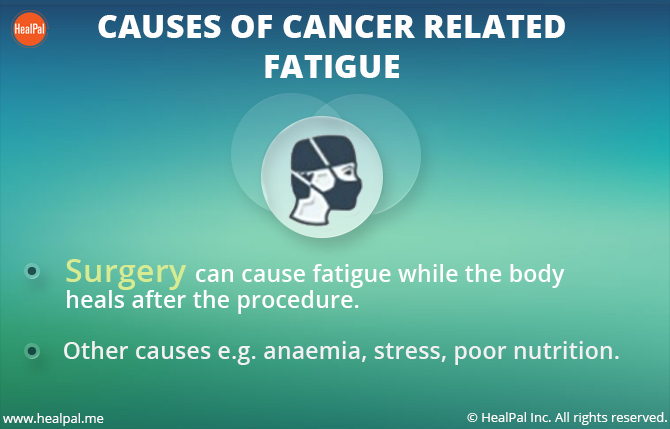 HealPal
CAUSES OF CANCER RELATED
FATIGUE
Surgery can cause fatigue while the body
heals after the procedure.
Other causes e.g. anaemia, stress, poor nutrition.
www.healpal.me
© HealPal Inc. All rights reserved.